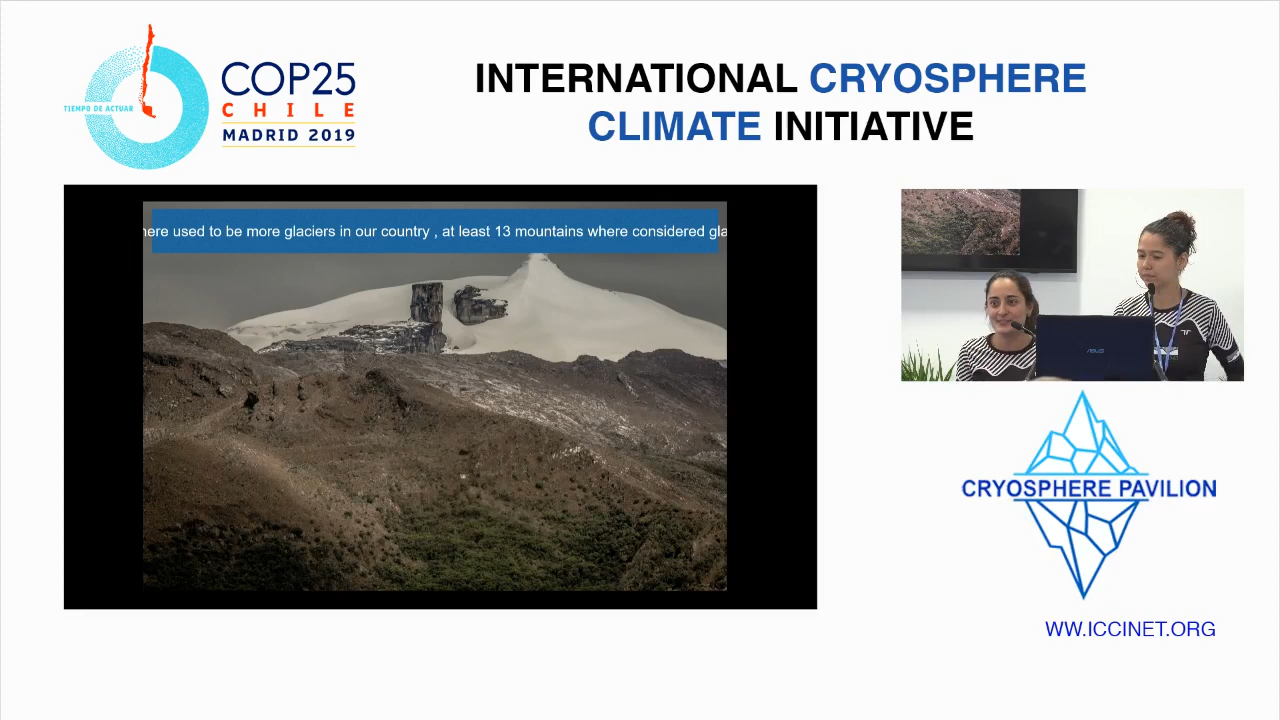 TIEMPO DE ACTUAR
COP25
CHILE
MADRID 2019
INTERNATIONAL CRYOSPHERE
CLIMATE INITIATIVE
here used to be more glaciers in our country , at least 13 mountains where considered gla
ASUS
CRYOSPHERE PAVILION
WW.ICCINET.ORG